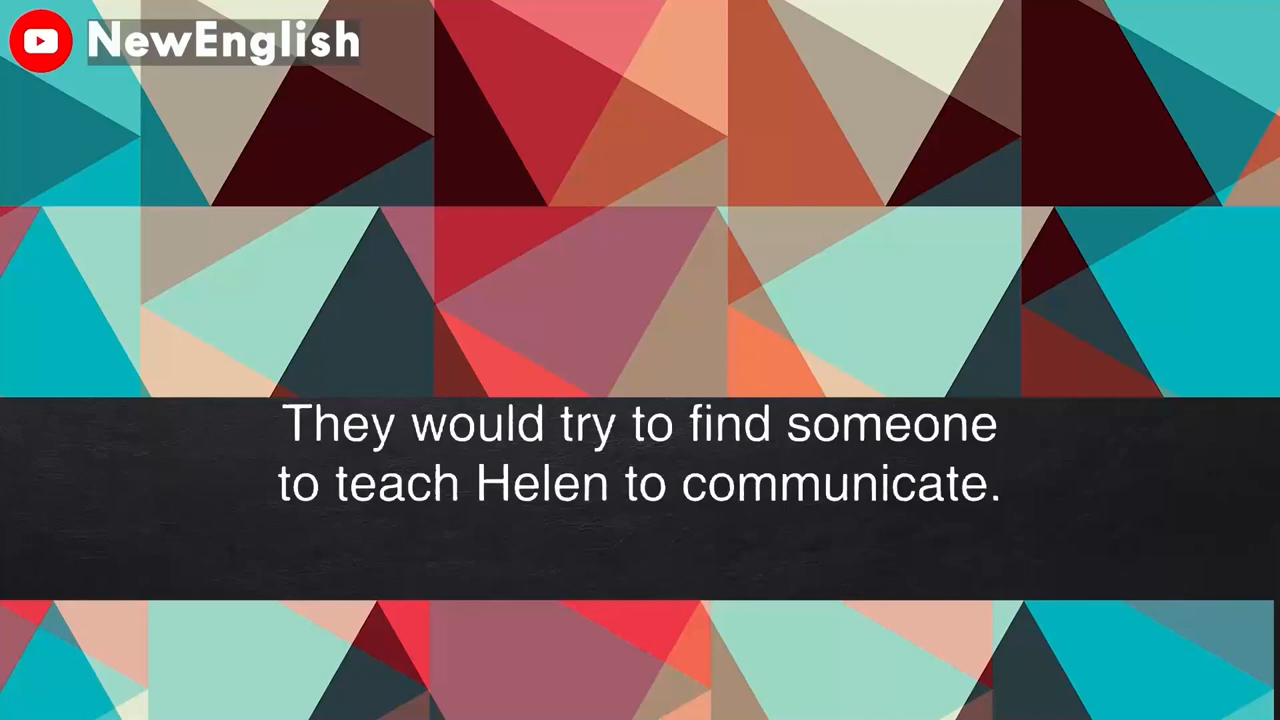 NewEnglish
They would try to find someone
to teach Helen to communicate.